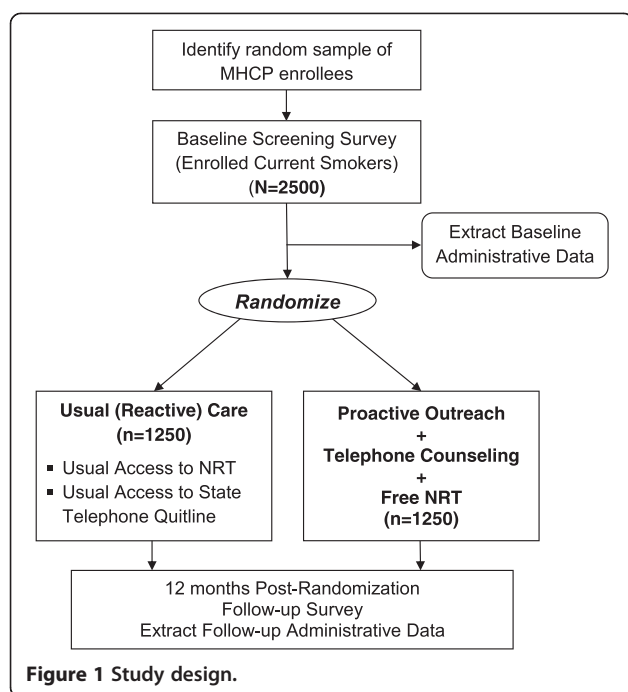 Identify random sample of
MHCP enrollees
Baseline Screening Survey
(Enrolled Current Smokers)
(N=2500)
Extract Baseline
Administrative Data
Randomize
Usual (Reactive) Care
(n=1250)
▪ Usual Access to NRT
▪ Usual Access to State
Telephone Quitline
Proactive Outreach
+
Telephone Counseling
+
Free NRT
(n=1250)
12 months Post-Randomization
Follow-up Survey
Extract Follow-up Administrative Data
Figure 1 Study design.